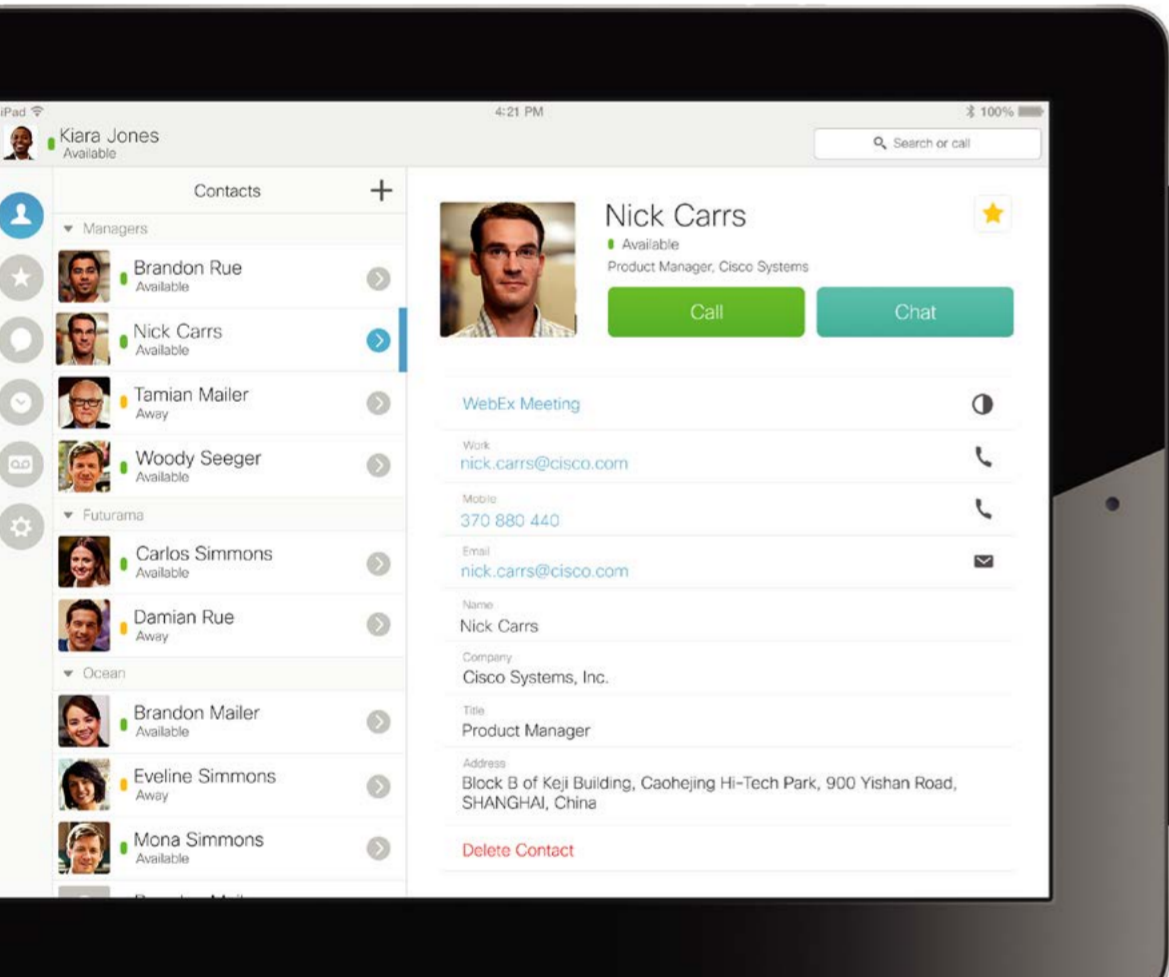 iPad
4:21 PM
100%
Kiara Jones
Available
Search or call
Contacts
Managers
Brandon Rue
Available
Nick Carrs
Available
Tamian Mailer
Away
Woody Seeger
Available
Futurama
Carlos Simmons
Available
Damian Rue
Away
Ocean
Brandon Mailer
Available
Eveline Simmons
Away
Mona Simmons
Available
Nick Carrs
Available
Product Manager, Cisco Systems
Call
Chat
WebEx Meeting
Work
nick.carrs@cisco.com
Mobile
370 880 440
Email
nick.carrs@cisco.com
Name
Nick Carrs
Company
Cisco Systems, Inc.
Title
Product Manager
Address
Block B of Keji Building, Caohejing Hi-Tech Park, 900 Yishan Road,
SHANGHAI, China
Delete Contact